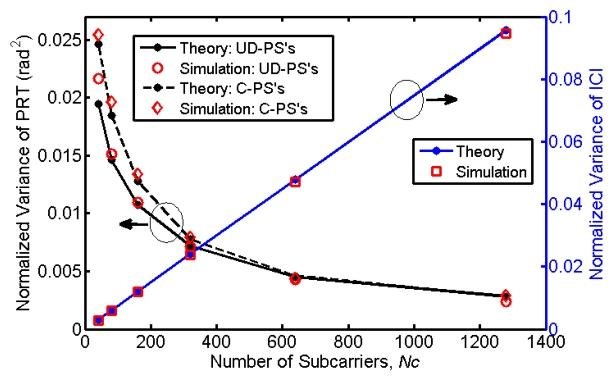 Normalized Variance of PRT (rad²)
0.025
0.02
0.015
0.01
0.005
0
Theory: UD-PS's
Simulation: UD-PS's
Theory: C-PS's
Simulation: C-PS's
Theory
Simulation
0.1
0.08
0.06
0.04
0.02
0
Normalized Variance of ICI
0 200 400 600 800 1000 1200 1400
Number of Subcarriers, Nc